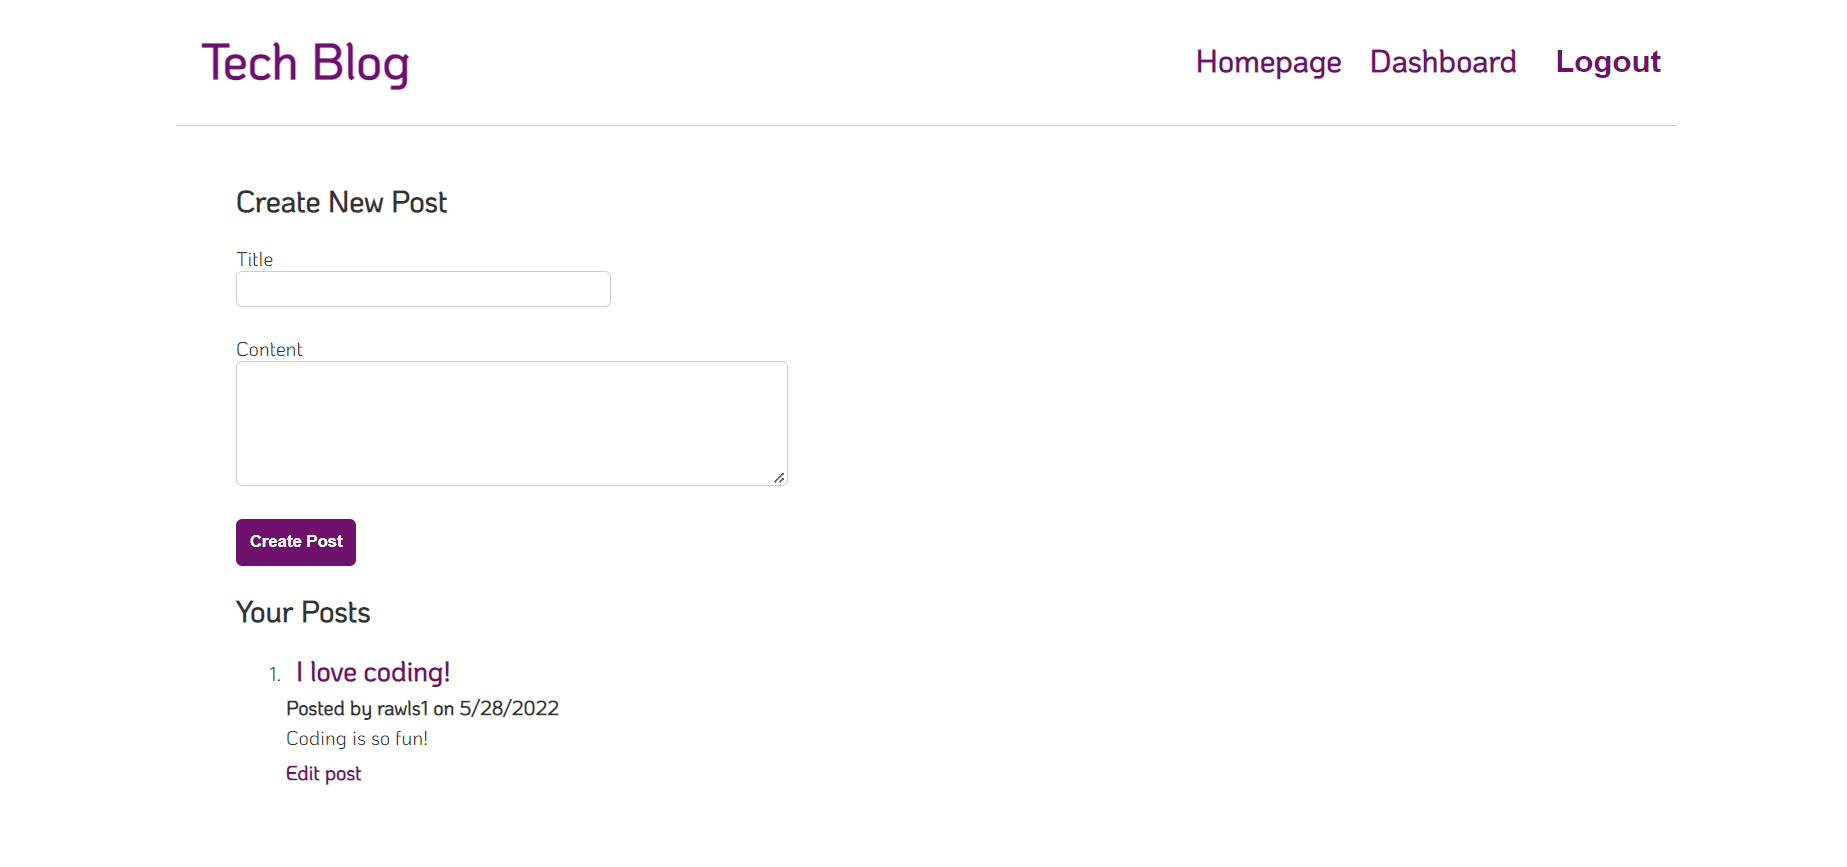 Tech Blog
Homepage Dashboard Logout
Create New Post
Title
Content
Create Post
Your Posts
1. I love coding!
Posted by rawls1 on 5/28/2022
Coding is so fun!
Edit post